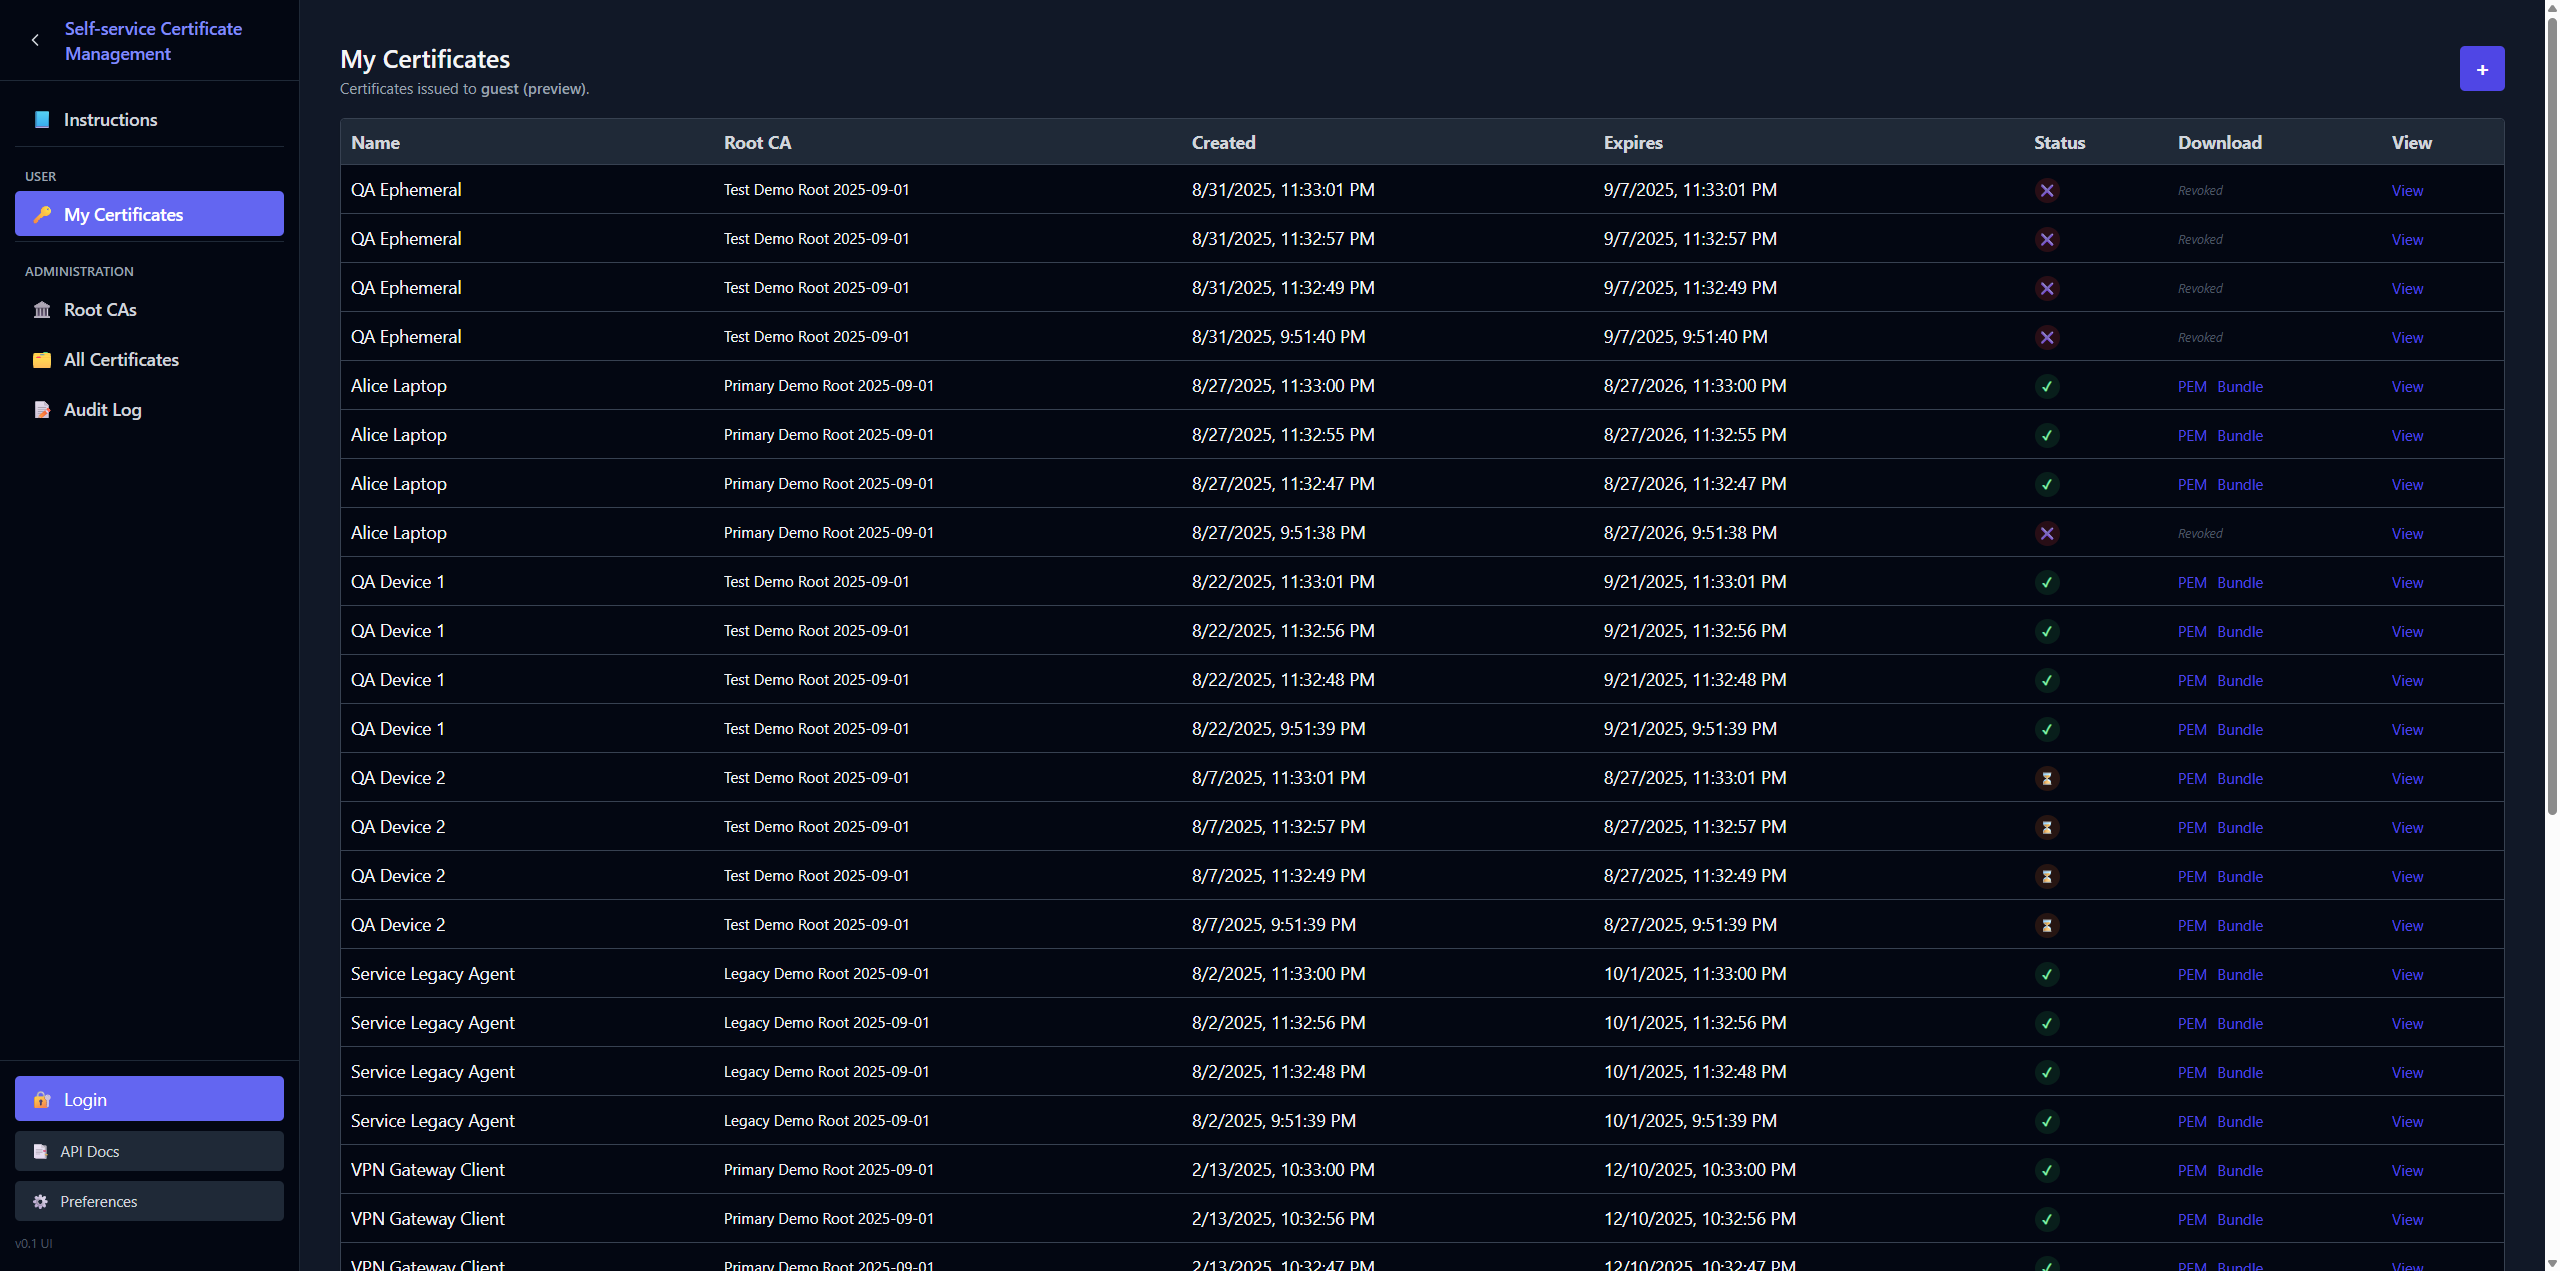 Self-service Certificate
Management
Instructions
USER
My Certificates
ADMINISTRATION
Root CAs
All Certificates
Audit Log
Login
API Docs
Preferences
v0.1 UI
My Certificates
Certificates issued to guest (preview).
+
Name Root CA Created Expires Status Download View
QA Ephemeral Test Demo Root 2025-09-01 8/31/2025, 11:33:01 PM 9/7/2025, 11:33:01 PM Revoked View
QA Ephemeral Test Demo Root 2025-09-01 8/31/2025, 11:32:57 PM 9/7/2025, 11:32:57 PM Revoked View
QA Ephemeral Test Demo Root 2025-09-01 8/31/2025, 11:32:49 PM 9/7/2025, 11:32:49 PM Revoked View
QA Ephemeral Test Demo Root 2025-09-01 8/31/2025, 9:51:40 PM 9/7/2025, 9:51:40 PM Revoked View
Alice Laptop Primary Demo Root 2025-09-01 8/27/2025, 11:33:00 PM 8/27/2026, 11:33:00 PM PEM Bundle View
Alice Laptop Primary Demo Root 2025-09-01 8/27/2025, 11:32:55 PM 8/27/2026, 11:32:55 PM PEM Bundle View
Alice Laptop Primary Demo Root 2025-09-01 8/27/2025, 11:32:47 PM 8/27/2026, 11:32:47 PM PEM Bundle View
Alice Laptop Primary Demo Root 2025-09-01 8/27/2025, 9:51:38 PM 8/27/2026, 9:51:38 PM Revoked View
QA Device 1 Test Demo Root 2025-09-01 8/22/2025, 11:33:01 PM 9/21/2025, 11:33:01 PM PEM Bundle View
QA Device 1 Test Demo Root 2025-09-01 8/22/2025, 11:32:56 PM 9/21/2025, 11:32:56 PM PEM Bundle View
QA Device 1 Test Demo Root 2025-09-01 8/22/2025, 11:32:48 PM 9/21/2025, 11:32:48 PM PEM Bundle View
QA Device 1 Test Demo Root 2025-09-01 8/22/2025, 9:51:39 PM 9/21/2025, 9:51:39 PM PEM Bundle View
QA Device 2 Test Demo Root 2025-09-01 8/7/2025, 11:33:01 PM 8/27/2025, 11:33:01 PM PEM Bundle View
QA Device 2 Test Demo Root 2025-09-01 8/7/2025, 11:32:57 PM 8/27/2025, 11:32:57 PM PEM Bundle View
QA Device 2 Test Demo Root 2025-09-01 8/7/2025, 11:32:49 PM 8/27/2025, 11:32:49 PM PEM Bundle View
QA Device 2 Test Demo Root 2025-09-01 8/7/2025, 9:51:39 PM 8/27/2025, 9:51:39 PM PEM Bundle View
Service Legacy Agent Legacy Demo Root 2025-09-01 8/2/2025, 11:33:00 PM 10/1/2025, 11:33:00 PM PEM Bundle View
Service Legacy Agent Legacy Demo Root 2025-09-01 8/2/2025, 11:32:56 PM 10/1/2025, 11:32:56 PM PEM Bundle View
Service Legacy Agent Legacy Demo Root 2025-09-01 8/2/2025, 11:32:48 PM 10/1/2025, 11:32:48 PM PEM Bundle View
Service Legacy Agent Legacy Demo Root 2025-09-01 8/2/2025, 9:51:39 PM 10/1/2025, 9:51:39 PM PEM Bundle View
VPN Gateway Client Primary Demo Root 2025-09-01 2/13/2025, 10:33:00 PM 12/10/2025, 10:33:00 PM PEM Bundle View
VPN Gateway Client Primary Demo Root 2025-09-01 2/13/2025, 10:32:56 PM 12/10/2025, 10:32:56 PM PEM Bundle View
VPN Gateway Client Primary Demo Root 2025-09-01 2/13/2025, 10:32:47 PM 12/10/2025, 10:32:47 PM PEM Bundle View